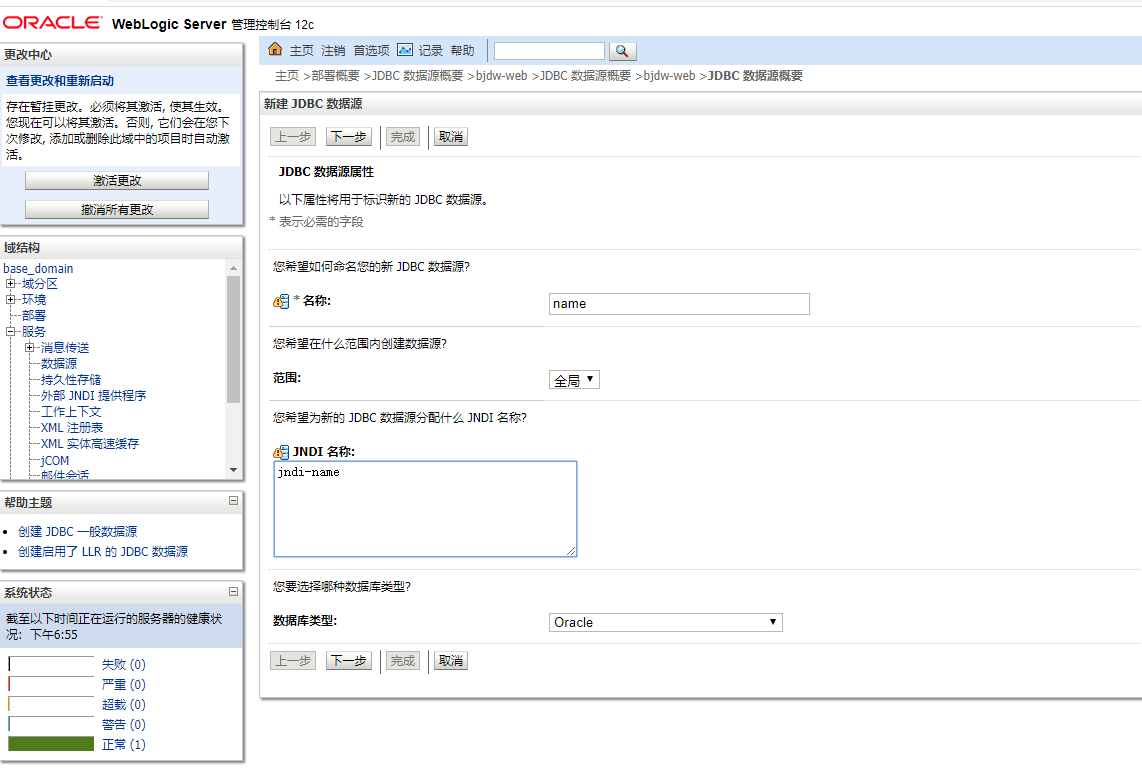 ORACLE WebLogic Server 管理控制台 12c
更改中心
查看更改和重新启动
存在暂挂更改。必须将其激活, 使其生效。
您现在可以将其激活。否则, 它们会在您下
次修改, 添加或删除此域中的项目时自动激
活。
激活更改
撤消所有更改
域结构
base_domain
域分区
环境
部署
服务
消息传送
数据源
持久性存储
外部 JNDI 提供程序
工作上下文
XML 注册表
XML 实体高速缓存
jCOM
邮件会话
帮助主题
创建 JDBC 一般数据源
创建启用了 LLR 的 JDBC 数据源
系统状态
截至以下时间正在运行的服务器的健康状
况: 下午6:55
失败 (0)
严重 (0)
超载 (0)
警告 (0)
正常 (1)
主页 注销 首选项 记录 帮助
主页 >部署概要 >JDBC 数据源概要 >bjdw-web >JDBC 数据源概要 >bjdw-web >JDBC 数据源概要
新建 JDBC 数据源
上一步 下一步 完成 取消
JDBC 数据源属性
以下属性将用于标识新的 JDBC 数据源。
* 表示必需的字段
您希望如何命名您的新 JDBC 数据源?
* 名称: name
您希望在什么范围内创建数据源?
范围: 全局
您希望为新的 JDBC 数据源分配什么 JNDI 名称?
JNDI 名称:
jndi-name
您要选择哪种数据库类型?
数据库类型: Oracle
上一步 下一步 完成 取消